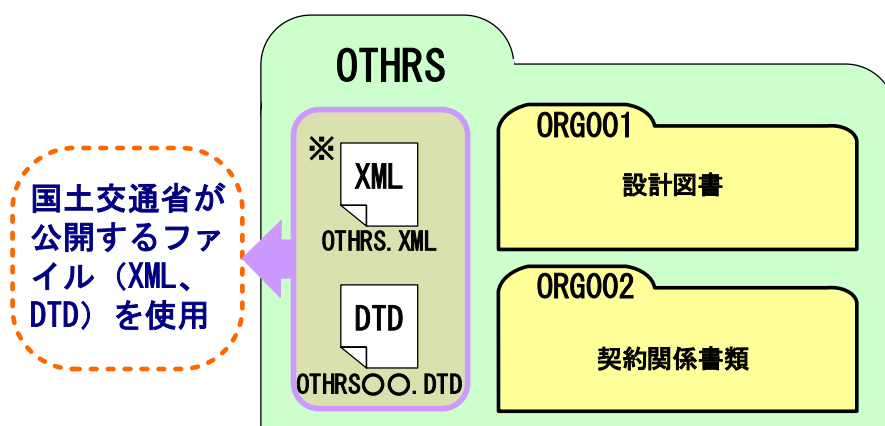 OTHRS
国土交通省が
公開するファ
イル（XML、
DTD）を使用
※
XML
OTHRS.XML
DTD
OTHRS〇〇.DTD
ORG001
設計図書
ORG002
契約関係書類